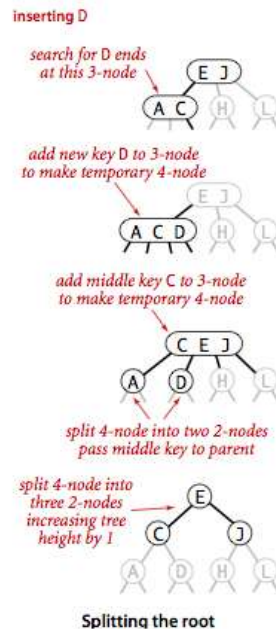 inserting D
search for D ends
at this 3-node
E J
A C
H
L
add new key D to 3-node
to make temporary 4-node
E J
A C D
H
L
add middle key C to 3-node
to make temporary 4-node
C E J
A
D
H
L
split 4-node into two 2-nodes
pass middle key to parent
split 4-node into
three 2-nodes
increasing tree
height by 1
E
C
J
A
D
H
L
Splitting the root